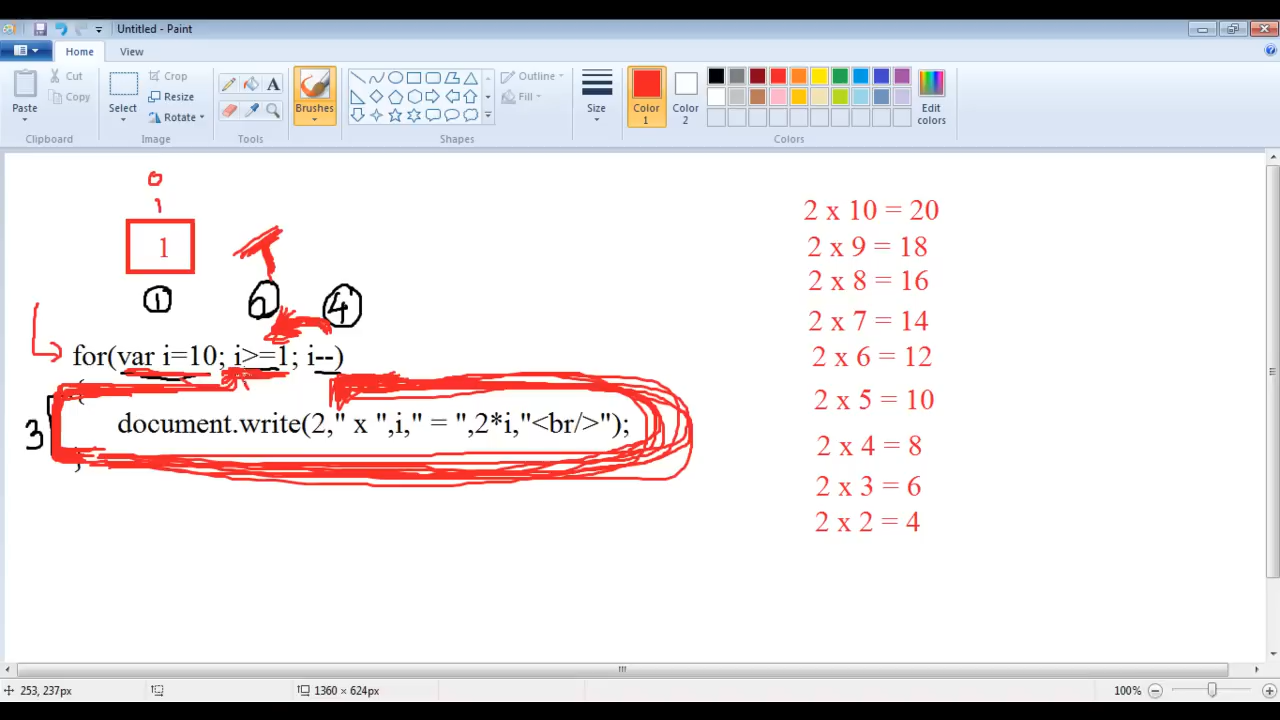 Untitled - Paint
Home View
Paste
Cut
Copy
Clipboard
Select
Crop
Resize
Rotate
Image
Tools
Brushes
Outline
Fill
Shapes
Size
Color 1
Color 2
Edit colors
Colors
0
1
1
1 2 4
for(var i=10; i>=1; i--)
{
3
document.write(2," x ",i," = ",2*i,"<br/>");
}
2 x 10 = 20
2 x 9 = 18
2 x 8 = 16
2 x 7 = 14
2 x 6 = 12
2 x 5 = 10
2 x 4 = 8
2 x 3 = 6
2 x 2 = 4
253, 237px
1360 × 624px
100%